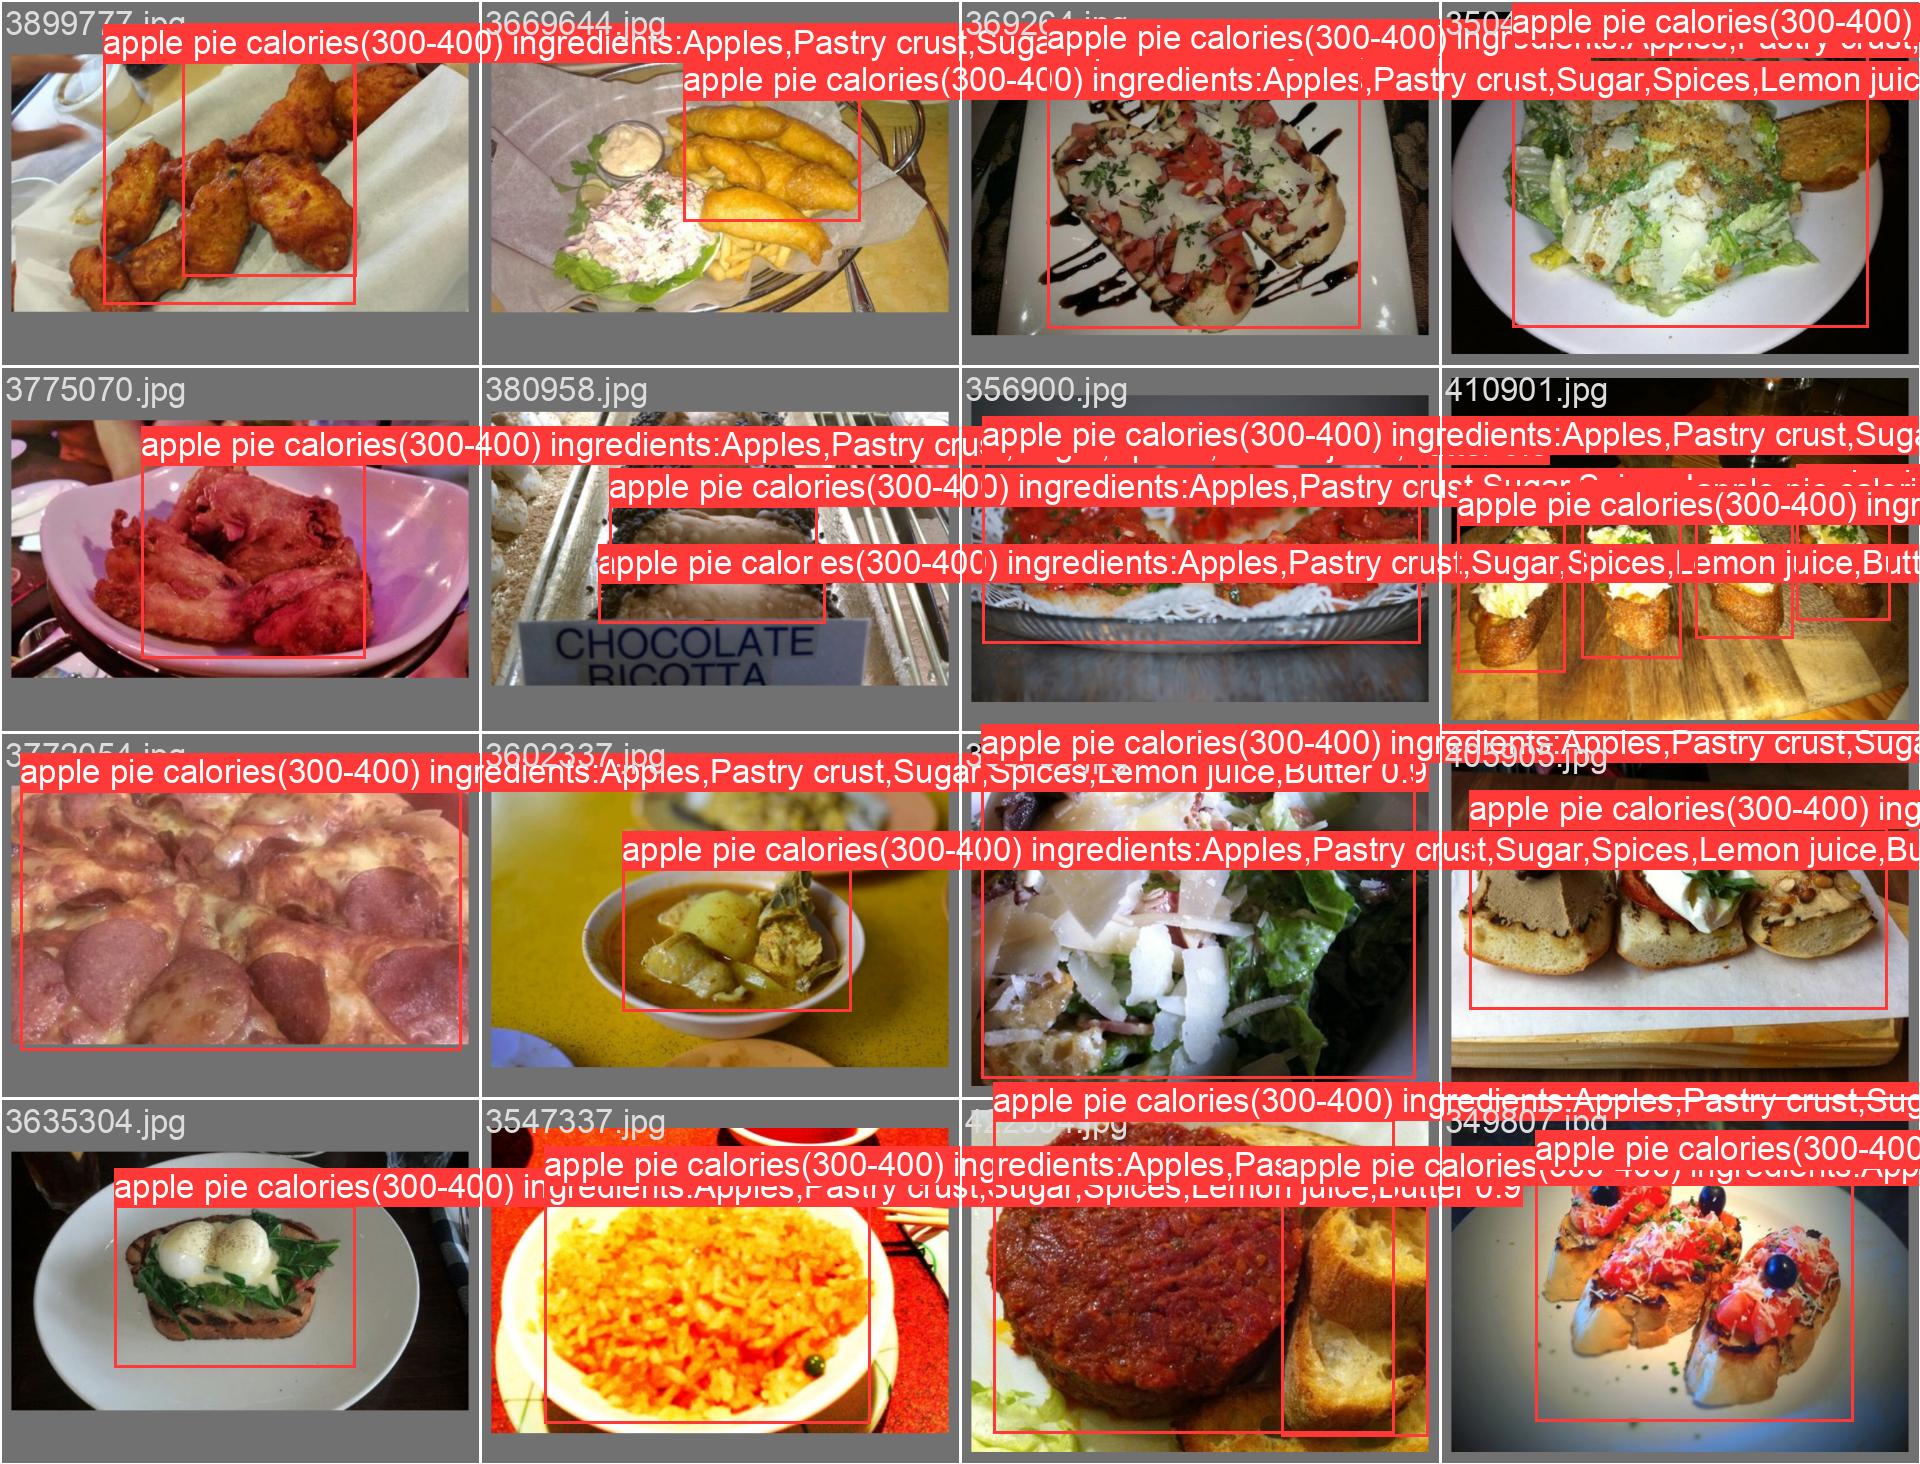 3899777.jpg
3669644.jpg
apple pie calories(300-400) ingredients:Apples,Pastry crust,Suga
apple pie calories(300-400) ingredients:Apples,Pastry crust,
apple pie calories(300-400)
apple pie calories(300-400) ingredients:Apples,Pastry crust,Sugar,Spices,Lemon juic
3775070.jpg
380958.jpg
356900.jpg
410901.jpg
apple pie calories(300-400) ingredients:Apples,Pastry cru
apple pie calories(300-400) ingredients:Apples,Pastry crust,Suga
apple pie calories(300-400) ingredients:Apples,Pastry crust
apple pie calories(300-400) ingr
apple pie calor es(300-400) ingredients:Apples,Pastry crust,Sugar,Spices,Lemon juice,Butt
CHOCOLATE
RICOTTA
3602337.jpg
405905.jpg
apple pie calories(300-400) ingredients:Apples,Pastry crust,Suga
apple pie calories(300-400) ingredients:Apples,Pastry crust,Sugar,Spices,Lemon juice,Butter 0.9
apple pie calories(300-400) ing
apple pie calories(300-400) ingredients:Apples,Pastry crust,Sugar,Spices,Lemon juice,Bu
3635304.jpg
3547337.jpg
349807.jpg
apple pie calories(300-400) ingredients:Apples,Pastry crust,Sug
apple pie calories(300-400) ingredients:Apples,Pas
apple pie calories
apple pie calories(300-400
apple pie calories(300-400) ingredients:Apples,Pastry crust,Sugar,Spices,Lemon juice,Butter 0.9